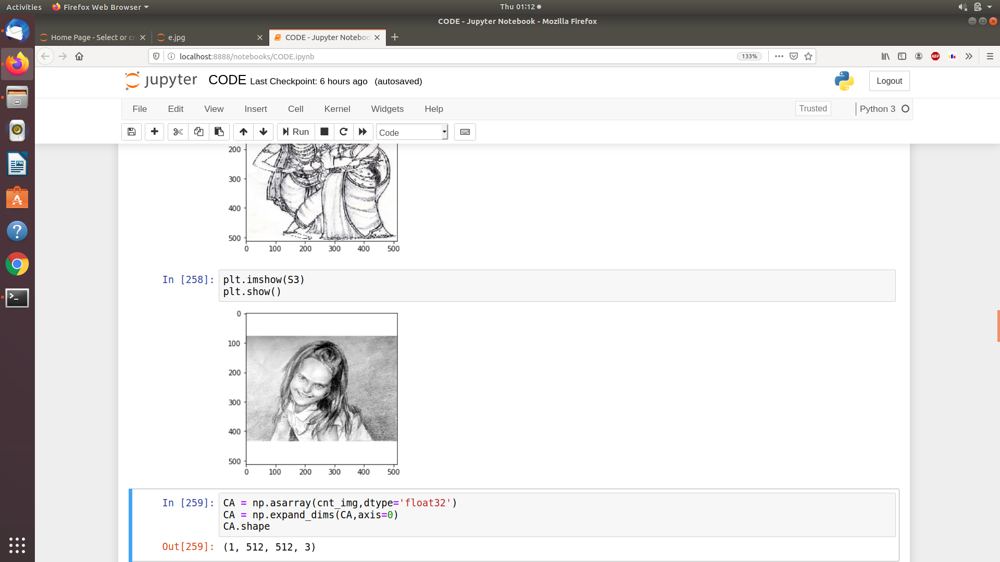 Activities Firefox Web Browser Thu 01:12
CODE - Jupyter Notebook - Mozilla Firefox
Home Page - Select or cr e.jpg CODE - Jupyter Noteboo
localhost:8888/notebooks/CODE.ipynb 133% ABP
jupyter CODE Last Checkpoint: 6 hours ago (autosaved) Logout
File Edit View Insert Cell Kernel Widgets Help Trusted Python 3
Run Code
200
300
400
500
0 100 200 300 400 500
In [258]: plt.imshow(S3)
plt.show()
0
100
200
300
400
500
0 100 200 300 400 500
In [259]: CA = np.asarray(cnt_img,dtype='float32')
CA = np.expand_dims(CA,axis=0)
CA.shape
Out[259]: (1, 512, 512, 3)